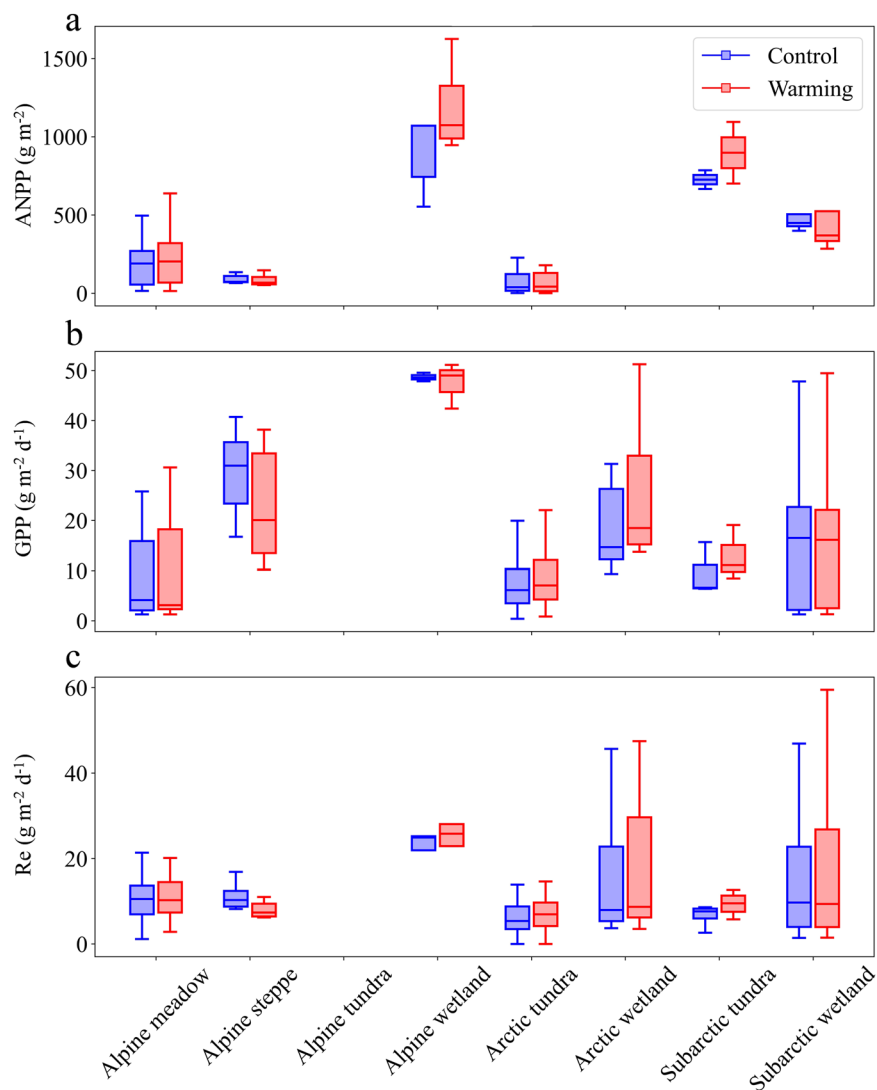 a
1500
1000
500
0
ANPP (g m⁻²)
Control
Warming
b
50
40
30
20
10
0
GPP (g m⁻² d⁻¹)
c
60
40
20
0
Re (g m⁻² d⁻¹)
Alpine meadow
Alpine steppe
Alpine tundra
Alpine wetland
Arctic tundra
Arctic wetland
Subarctic tundra
Subarctic wetland